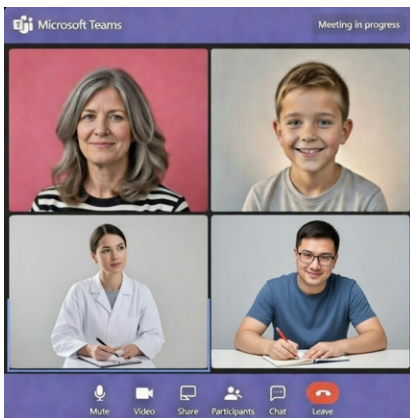 Microsoft Teams
Meeting in progress
Mute
Video
Share
Participants
Chat
Leave